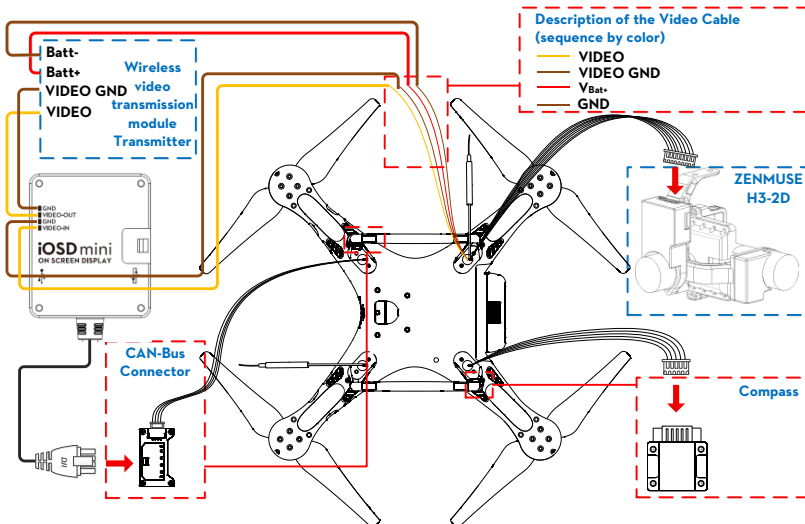 Description of the Video Cable
(sequence by color)
VIDEO
VIDEO GND
VBat+
GND
Batt-
Batt+
VIDEO GND
VIDEO
Wireless
video
transmission
module
Transmitter
ZENMUSE
H3-2D
GND
VIDEO-OUT
GND
VIDEO-IN
iOSD mini
ON SCREEN DISPLAY
CAN-Bus
Connector
Compass
dji